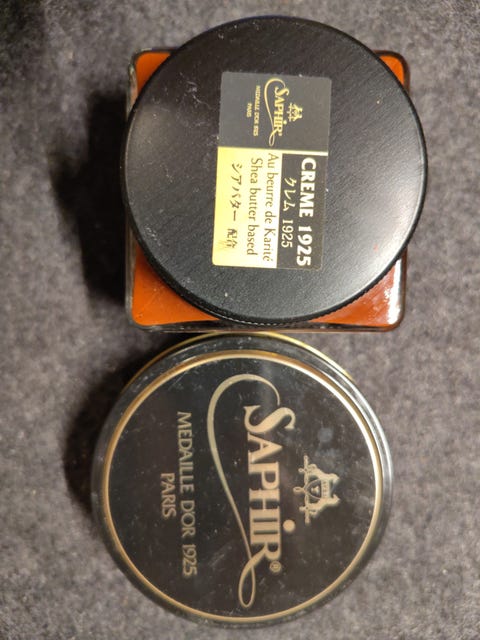 SAPHIR
MEDAILLE D'OR 1925
PARIS
CREME 1925
クレム 1925
Au beurre de Karité
Shea butter based
シアバター 配合
SAPHIR®
MEDAILLE D'OR 1925
PARIS